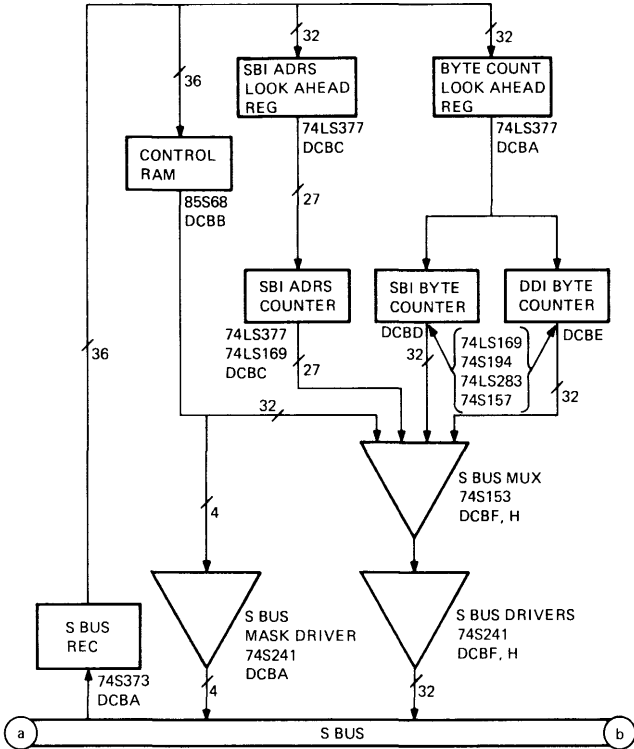 32
32
36
SBI ADRS
LOOK AHEAD
REG
BYTE COUNT
LOOK AHEAD
REG
74LS377
DCBC
74LS377
DCBA
CONTROL
RAM
85S68
DCBB
27
SBI ADRS
COUNTER
SBI BYTE
COUNTER
DDI BYTE
COUNTER
74LS377
74LS169
DCBC
DCBD
74LS169
74S194
74LS283
74S157
DCBE
36
27
32
32
32
S BUS MUX
74S153
DCBF, H
4
S BUS
REC
74S373
DCBA
S BUS
MASK DRIVER
74S241
DCBA
S BUS DRIVERS
74S241
DCBF, H
4
32
a
S BUS
b